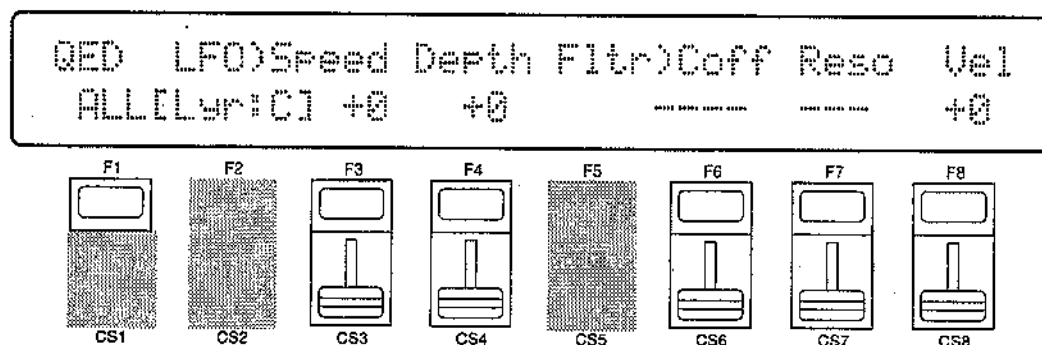 QED LFO)Speed Depth Fltr)Coff Reso Vel
ALL[Lyr:C] +0 +0 ---- --- +0
F1 F2 F3 F4 F5 F6 F7 F8
CS1 CS2 CS3 CS4 CS5 CS6 CS7 CS8